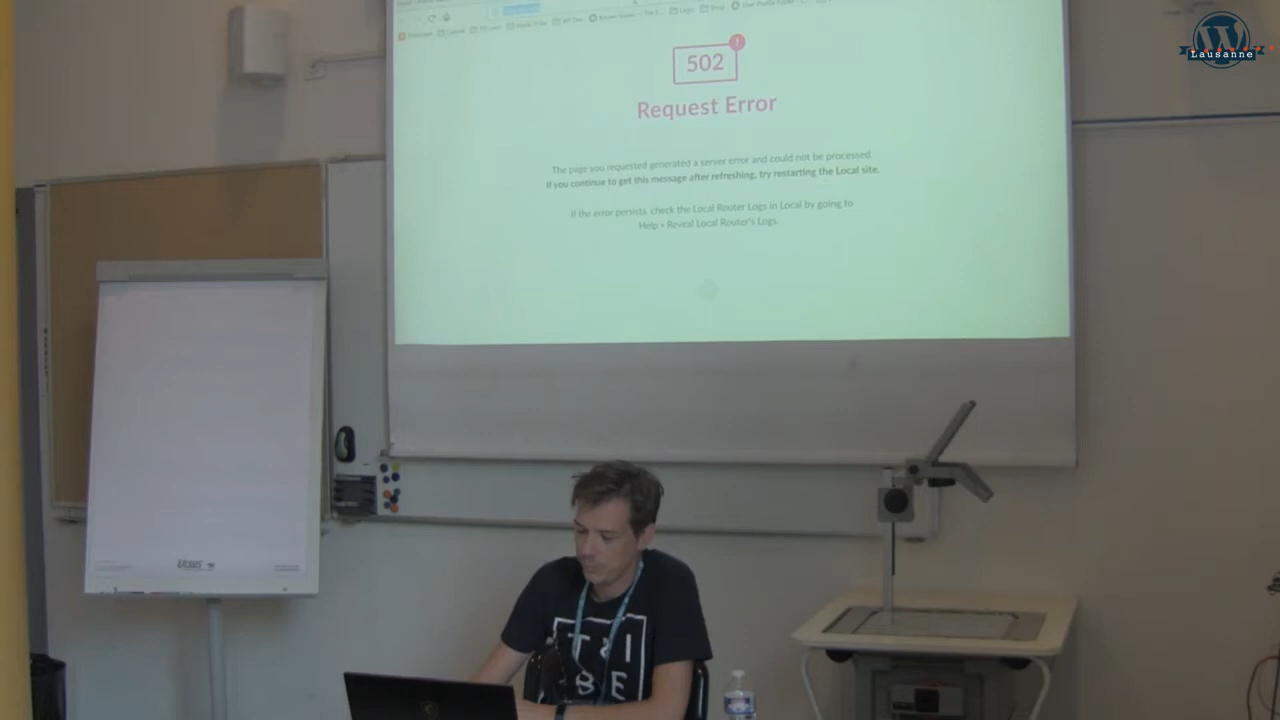 Lausanne
502
!
Request Error
The page you requested generated a server error and could not be processed.
If you continue to get this message after refreshing, try restarting the Local site.
If the error persists, check the Local Router Logs in Local by going to
Help » Reveal Local Router's Logs.
TRI
BE